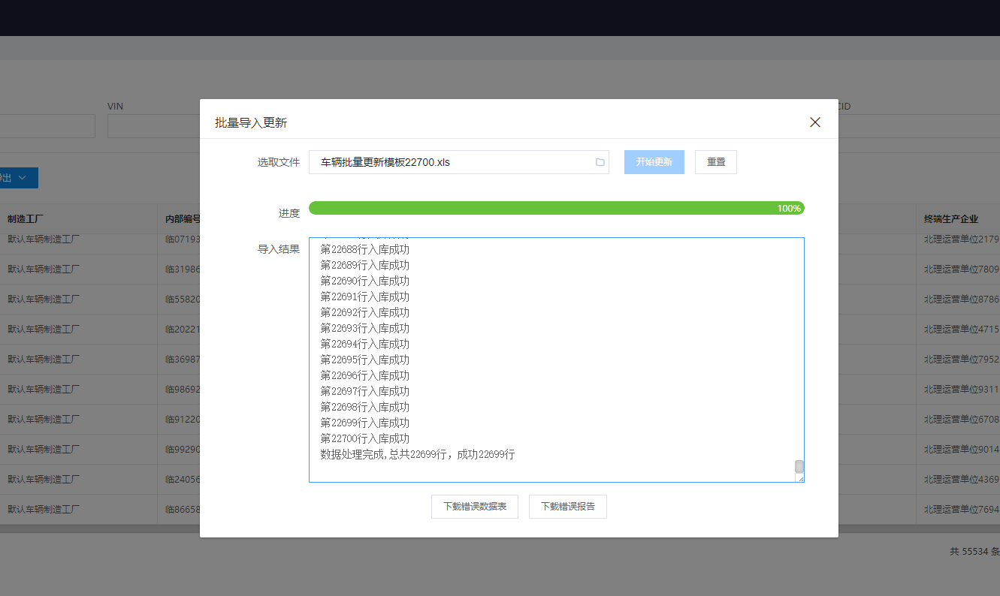 VIN
CID
批量导入更新
选取文件
车辆批量更新模板22700.xls
开始更新
重置
出
进度
100%
制造工厂
内部编号
终端生产企业
导入结果
默认车辆制造工厂
临07193
北理运营单位2179
默认车辆制造工厂
临31986
北理运营单位7809
默认车辆制造工厂
临55820
北理运营单位8786
默认车辆制造工厂
临20221
北理运营单位4715
默认车辆制造工厂
临36987
北理运营单位7952
默认车辆制造工厂
临98692
北理运营单位9311
默认车辆制造工厂
临91220
北理运营单位6708
默认车辆制造工厂
临99290
北理运营单位9014
默认车辆制造工厂
临24056
北理运营单位4369
默认车辆制造工厂
临86658
北理运营单位7694
第22688行入库成功
第22689行入库成功
第22690行入库成功
第22691行入库成功
第22692行入库成功
第22693行入库成功
第22694行入库成功
第22695行入库成功
第22696行入库成功
第22697行入库成功
第22698行入库成功
第22699行入库成功
第22700行入库成功
数据处理完成,总共22699行，成功22699行
下载错误数据表
下载错误报告
共 55534 条